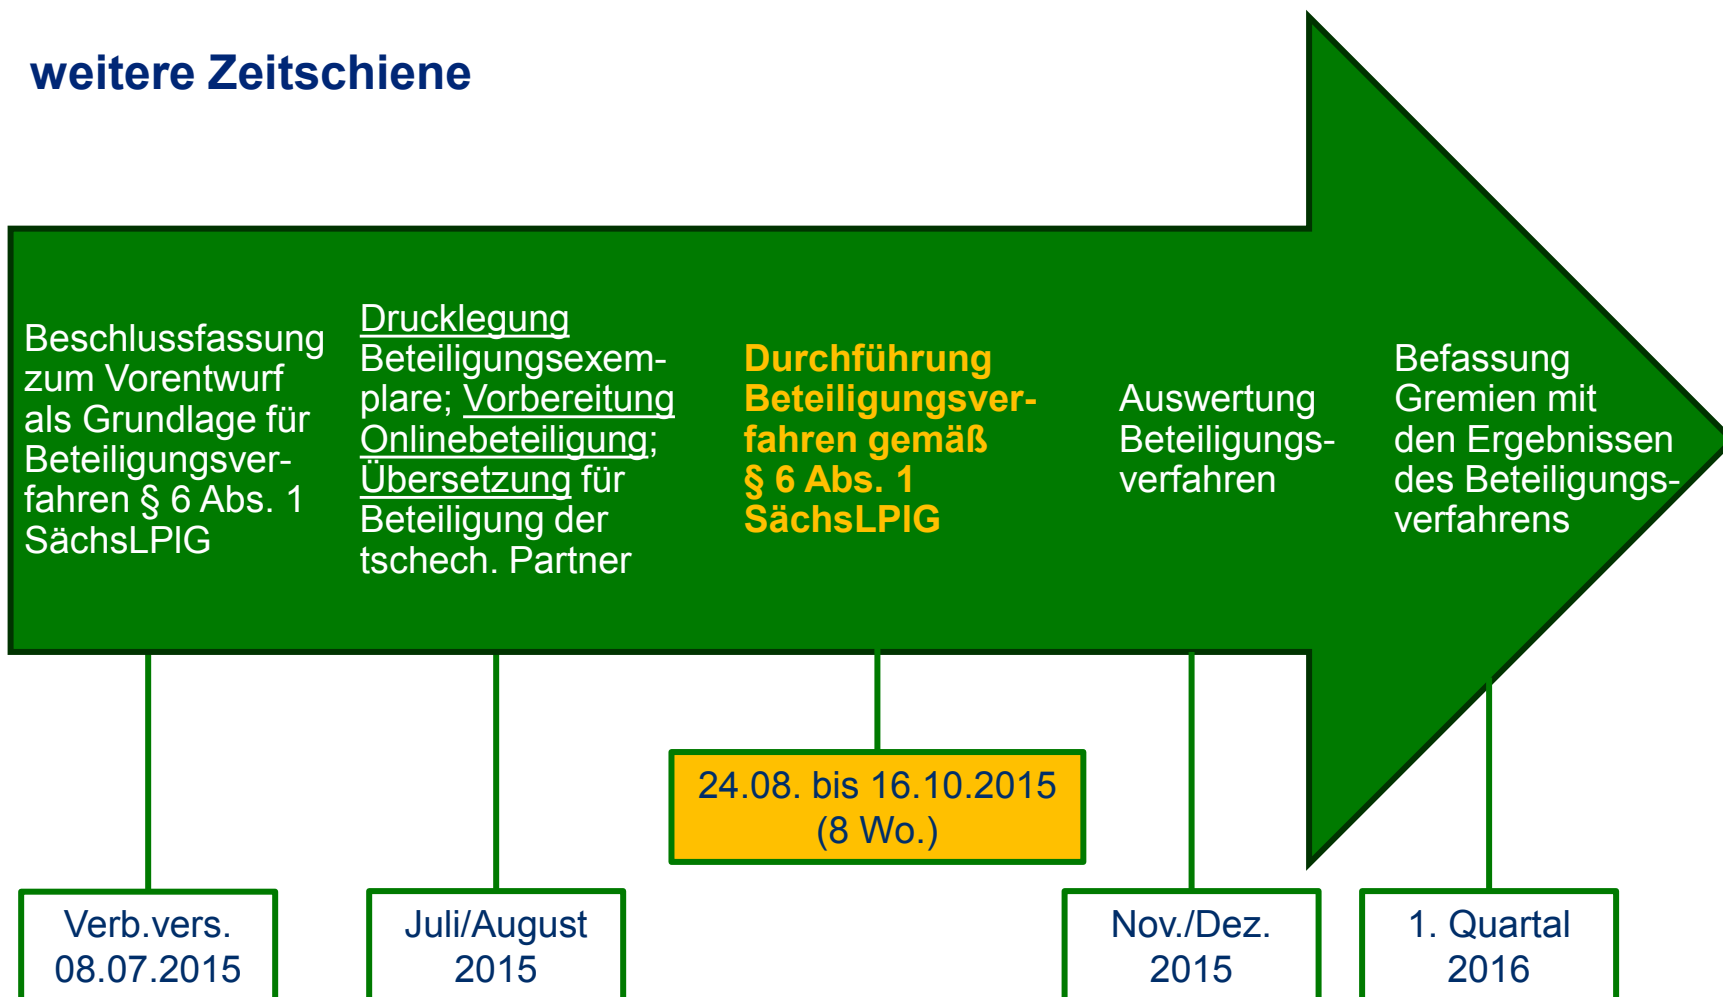 weitere Zeitschiene
Beschlussfassung
zum Vorentwurf
als Grundlage für
Beteiligungsver-
fahren § 6 Abs. 1
SächsLPlG
Drucklegung
Beteiligungsexem-
plare; Vorbereitung
Onlinebeteiligung;
Übersetzung für
Beteiligung der
tschech. Partner
Durchführung
Beteiligungsver-
fahren gemäß
§ 6 Abs. 1
SächsLPlG
Auswertung
Beteiligungs-
verfahren
Befassung
Gremien mit
den Ergebnissen
des Beteiligungs-
verfahrens
24.08. bis 16.10.2015
(8 Wo.)
Verb.vers.
08.07.2015
Juli/August
2015
Nov./Dez.
2015
1. Quartal
2016